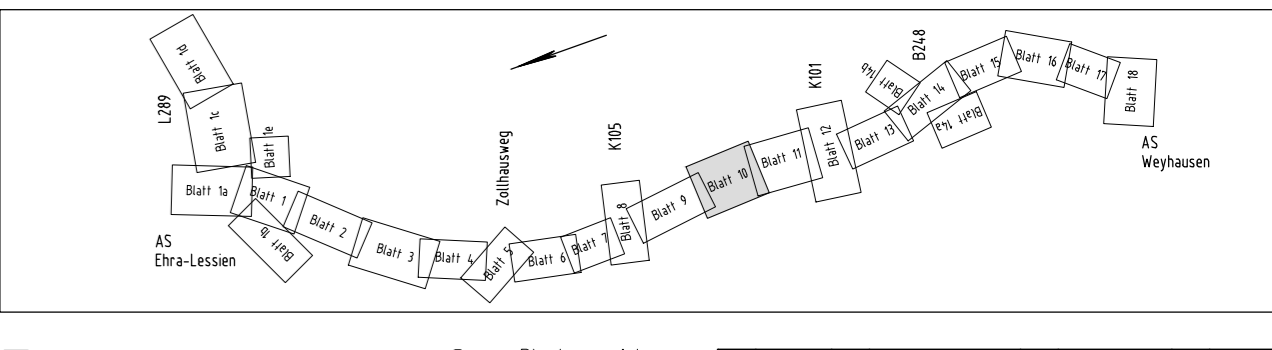 Blatt 1d
L289
Blatt 1c
Blatt 1e
Blatt 1a
Blatt 1
Blatt 1b
AS
Ehra-Lessien
Blatt 2
Blatt 3
Blatt 4
Zollhausweg
Blatt 5
Blatt 6
Blatt 7
K105
Blatt 8
Blatt 9
Blatt 10
Blatt 11
K101
Blatt 12
Blatt 13
Blatt 14b
B248
Blatt 14
Blatt 14a
Blatt 15
Blatt 16
Blatt 17
Blatt 18
AS
Weyhausen